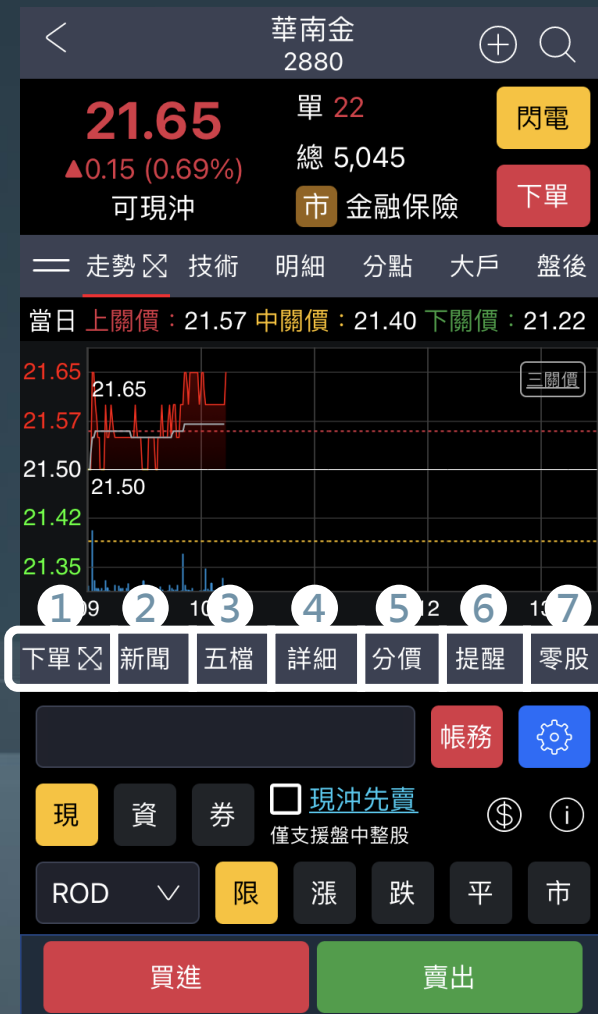 華南金
2880
21.65
▲0.15 (0.69%)
可現沖
單 22
總 5,045
市 金融保險
閃電
下單
走勢 技術 明細 分點 大戶 盤後
當日 上關價：21.57 中關價：21.40 下關價：21.22
21.65
21.57
21.50
21.42
21.35
21.65
21.50
三關價
1 2 3 4 5 6 7
下單 新聞 五檔 詳細 分價 提醒 零股
帳務
現 資 券 現沖先賣
僅支援盤中整股
ROD 限 漲 跌 平 市
買進 賣出